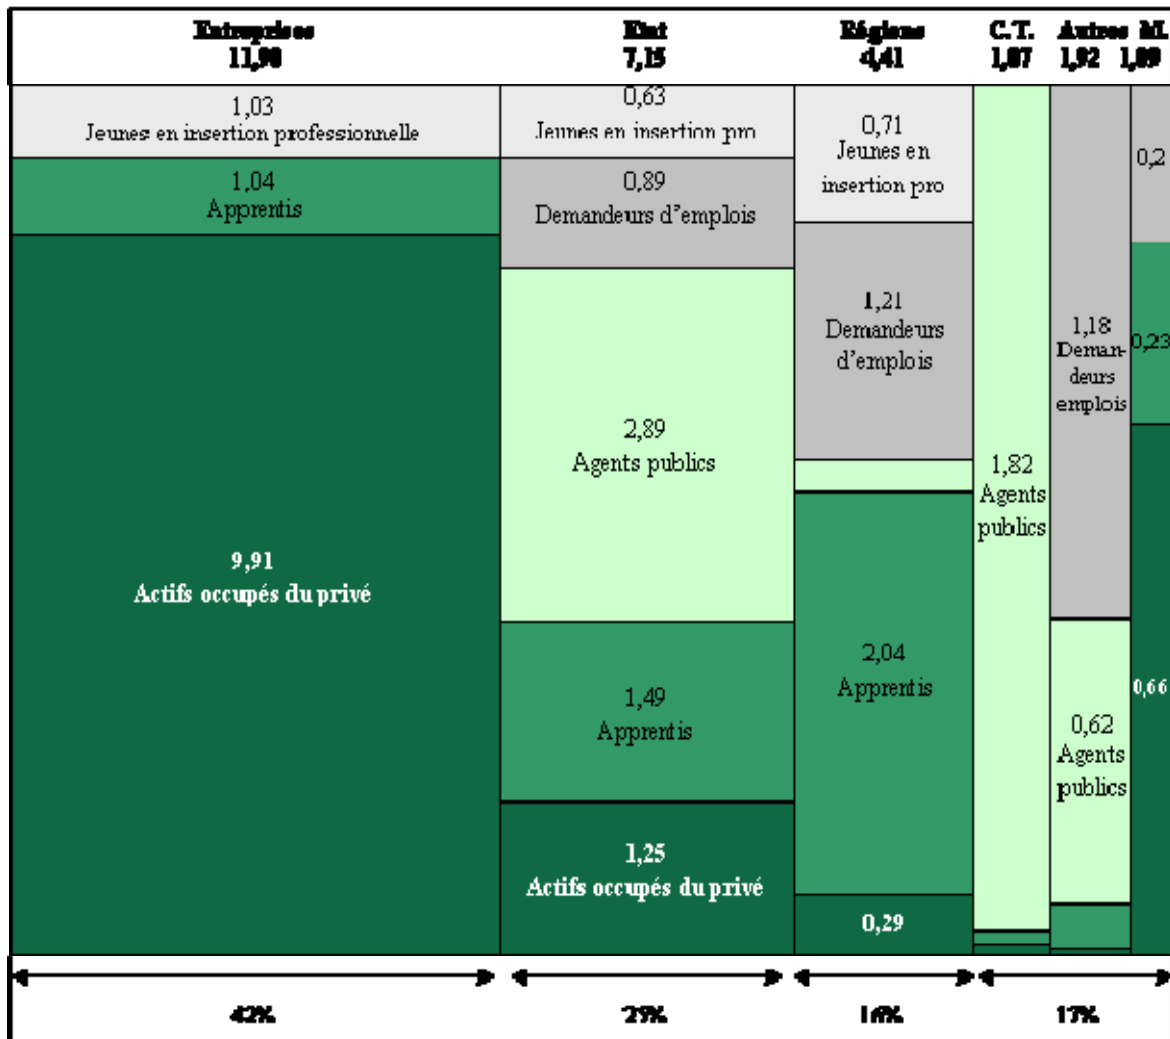 Entreprises
11,98
Etat
7,15
Régions
4,41
C.T.
1,87
Autres
1,92
M.
1,09
1,03
Jeunes en insertion professionnelle
1,04
Apprentis
9,91
Actifs occupés du privé
0,63
Jeunes en insertion pro
0,89
Demandeurs d'emplois
2,89
Agents publics
1,49
Apprentis
1,25
Actifs occupés du privé
0,71
Jeunes en
insertion pro
1,21
Demandeurs
d'emplois
2,04
Apprentis
0,29
1,82
Agents
publics
1,18
Deman-
deurs
emplois
0,62
Agents
publics
0,2
0,23
0,66
42%
25%
16%
17%